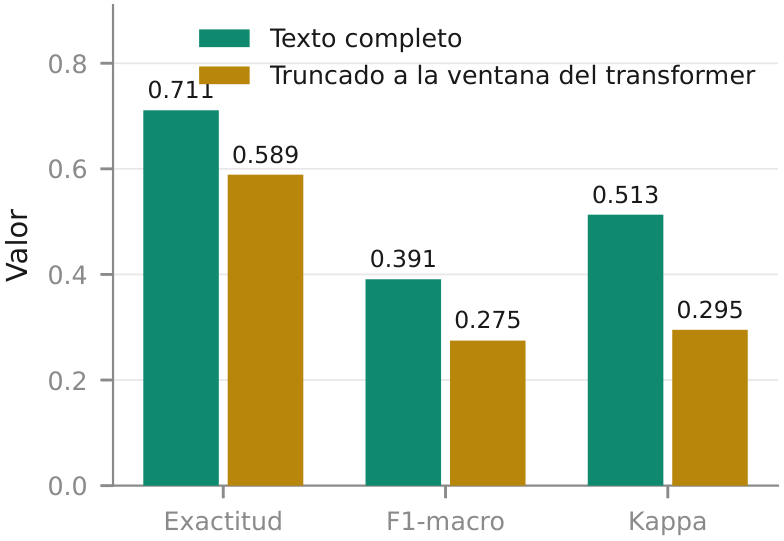 Texto completo
Truncado a la ventana del transformer
Valor
0.8
0.6
0.4
0.2
0.0
0.711
0.589
0.391
0.275
0.513
0.295
Exactitud
F1-macro
Kappa